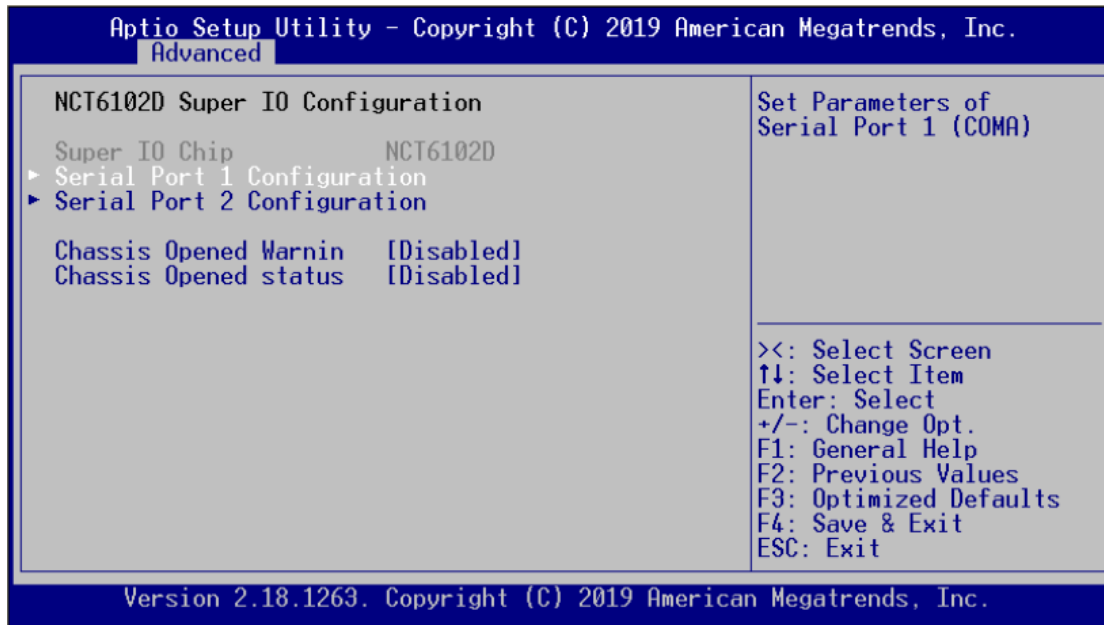 Aptio Setup Utility – Copyright (C) 2019 American Megatrends, Inc.
Advanced
NCT6102D Super IO Configuration
Super IO Chip NCT6102D
► Serial Port 1 Configuration
► Serial Port 2 Configuration
Chassis Opened Warnin [Disabled]
Chassis Opened status [Disabled]
Set Parameters of
Serial Port 1 (COMA)
><: Select Screen
↑↓: Select Item
Enter: Select
+/-: Change Opt.
F1: General Help
F2: Previous Values
F3: Optimized Defaults
F4: Save & Exit
ESC: Exit
Version 2.18.1263. Copyright (C) 2019 American Megatrends, Inc.